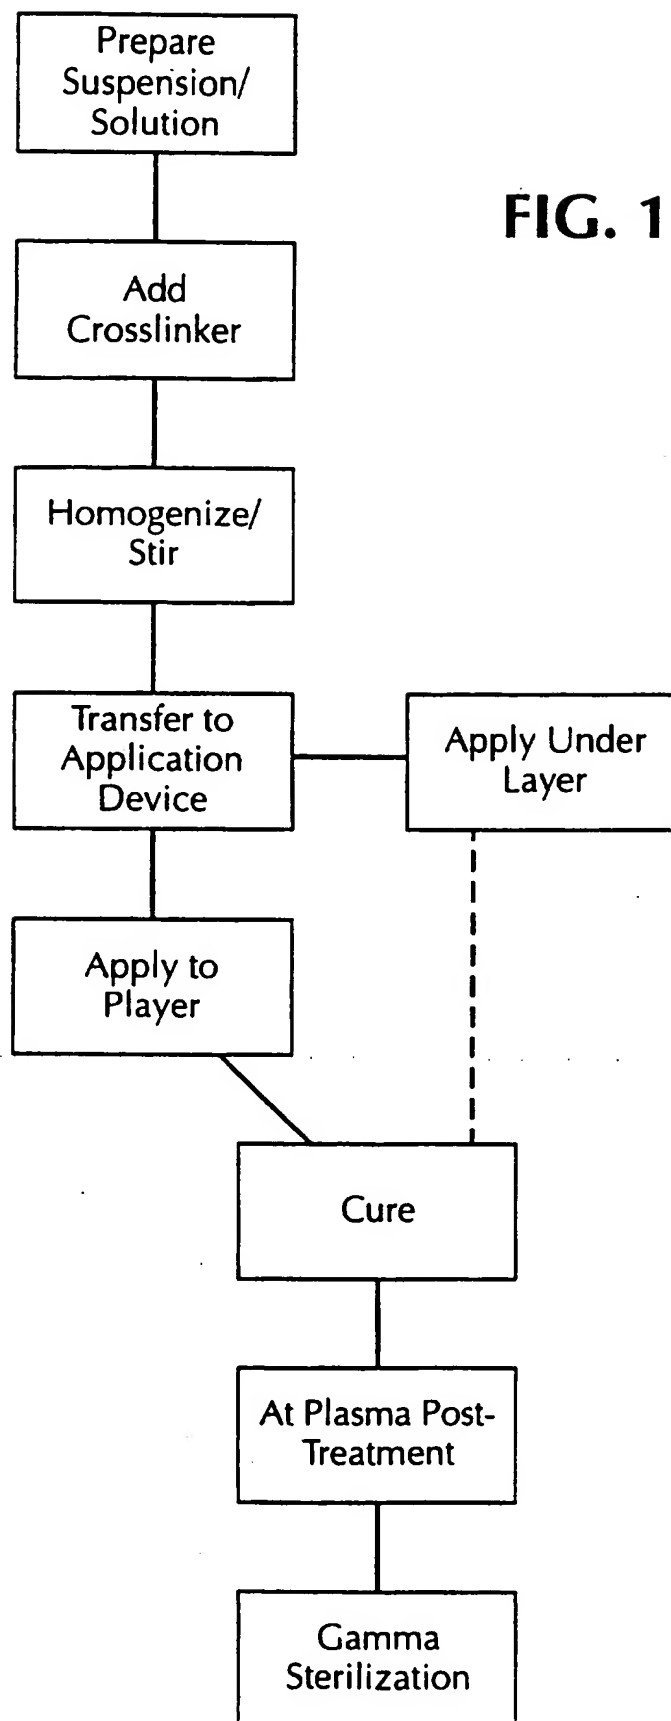 Prepare
Suspension/
Solution
FIG. 1
Add
Crosslinker
Homogenize/
Stir
Transfer to
Application
Device
Apply Under
Layer
Apply to
Player
Cure
At Plasma Post-
Treatment
Gamma
Sterilization